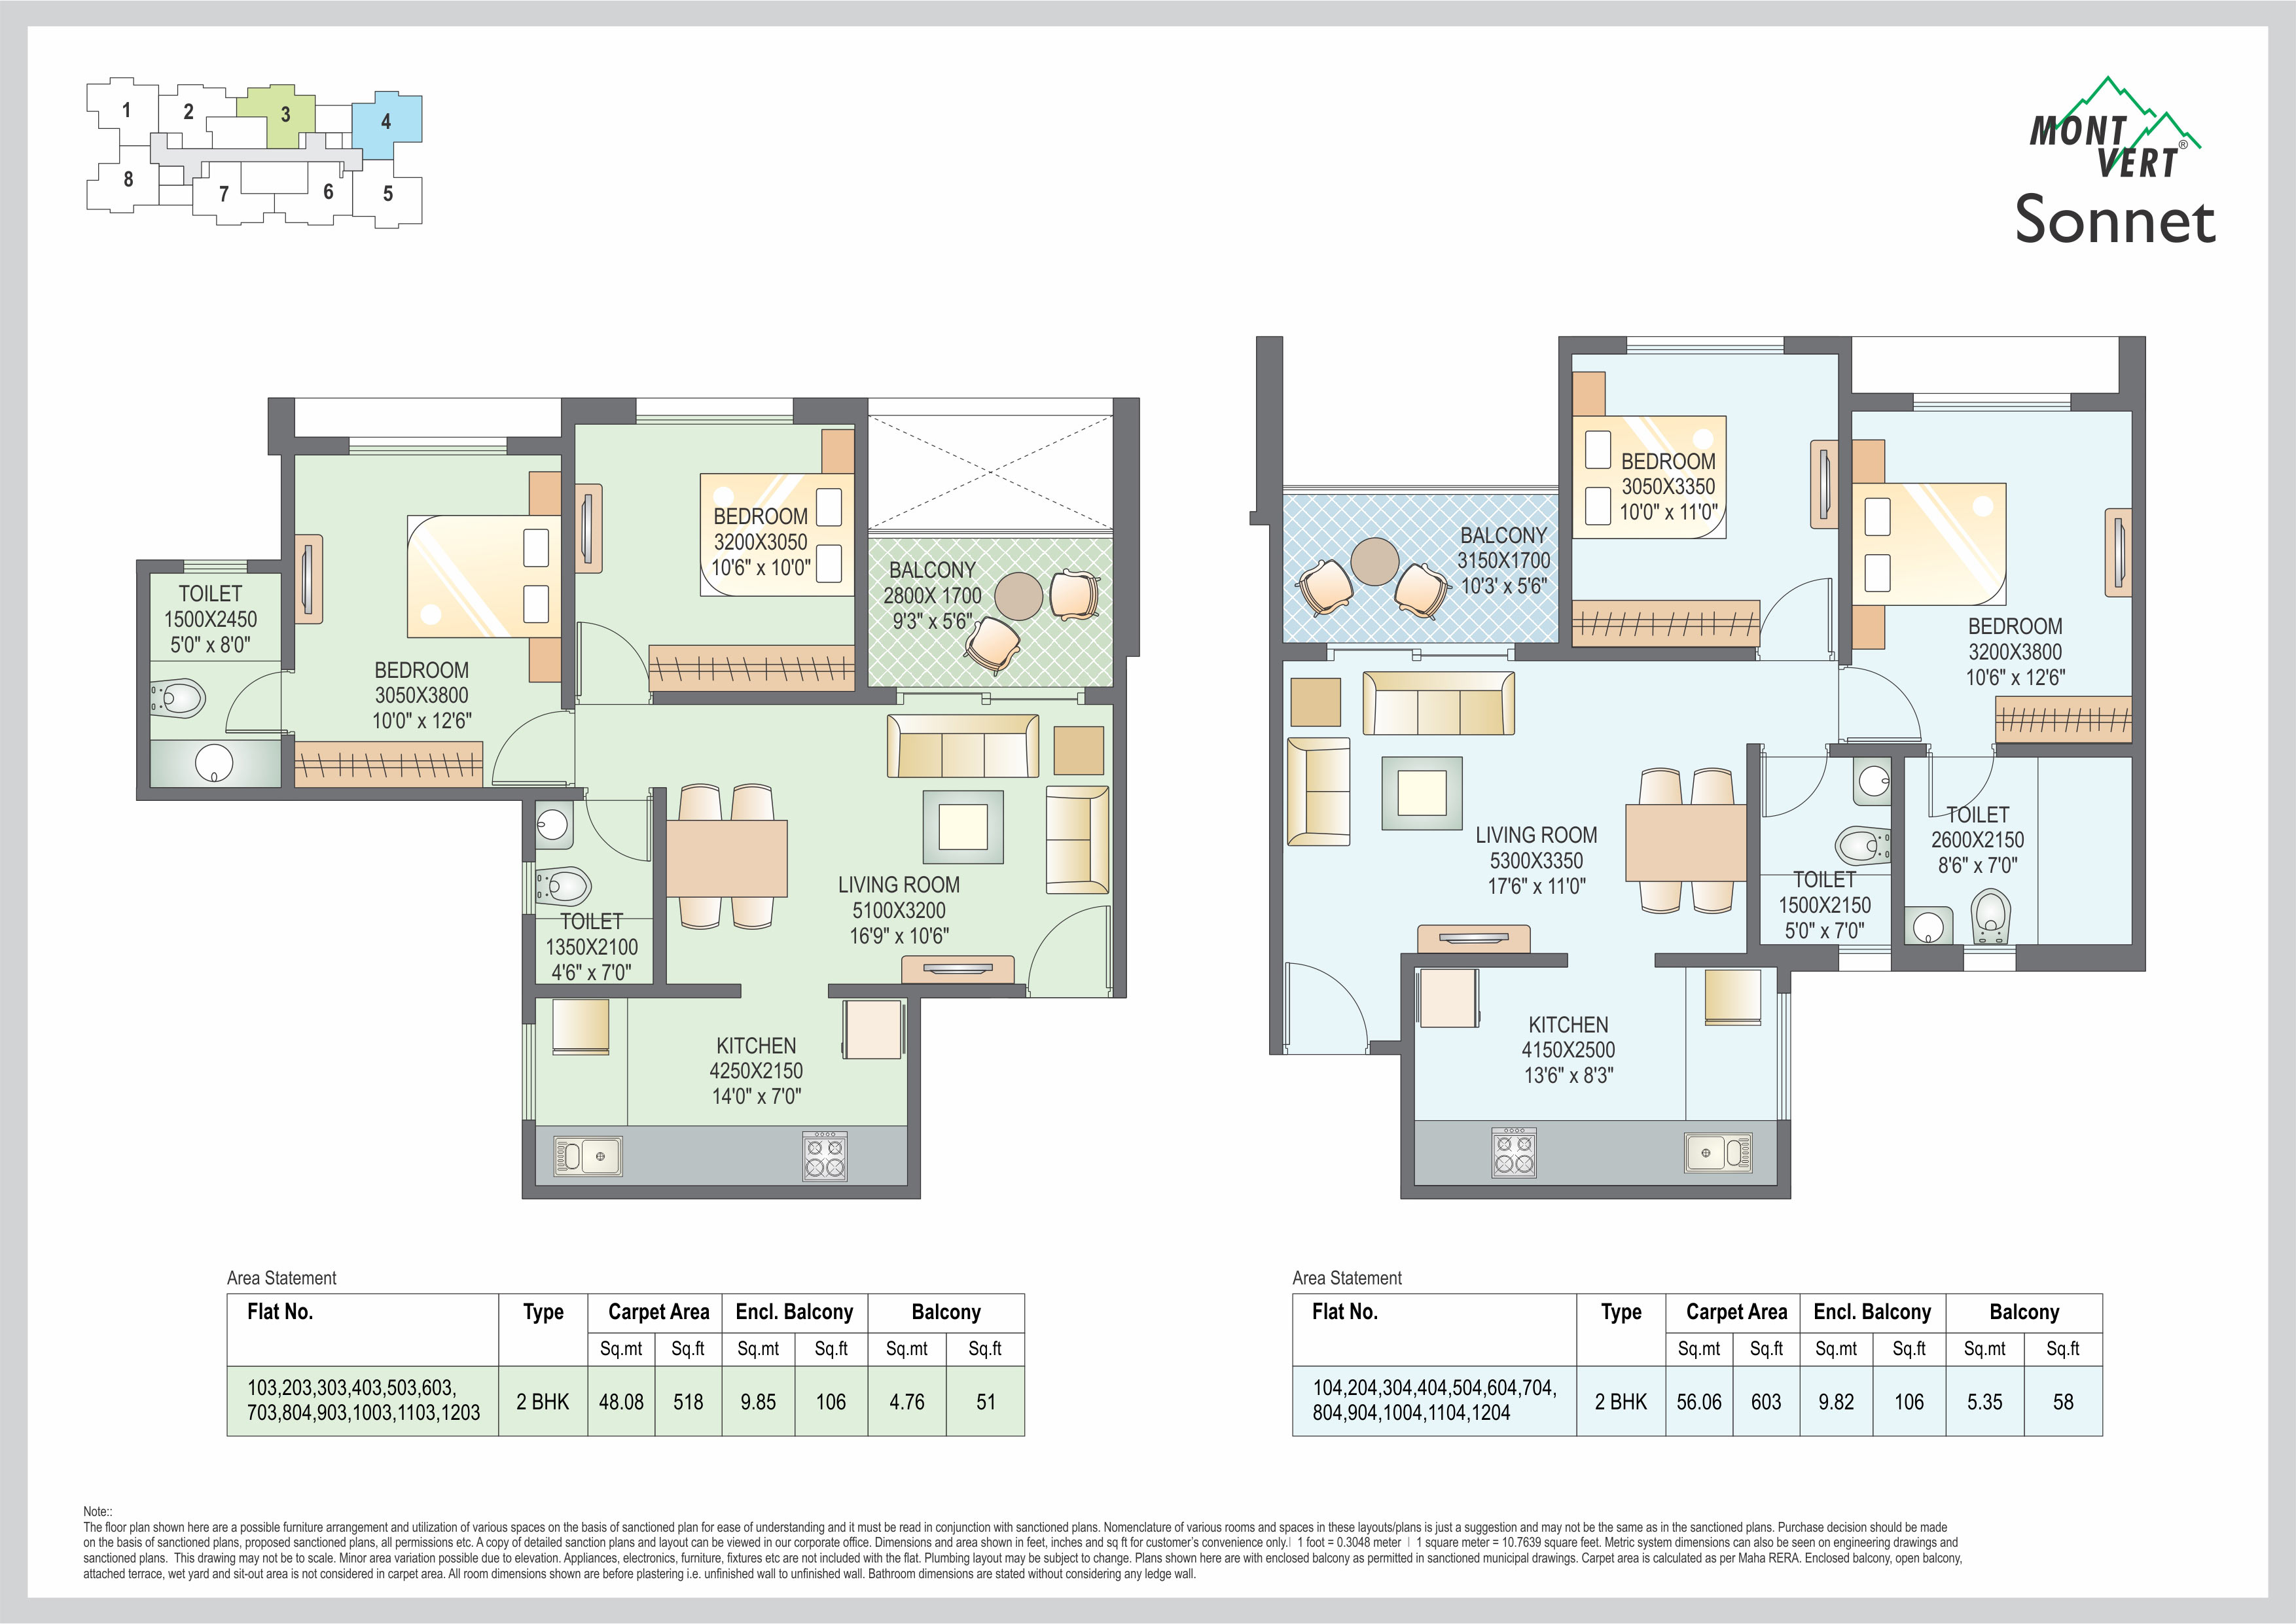 1
2
3
4
8
7
6
5
MONT
VERT®
Sonnet
TOILET
1500X2450
5'0" x 8'0"
BEDROOM
3050X3800
10'0" x 12'6"
BEDROOM
3200X3050
10'6" x 10'0"
BALCONY
2800X 1700
9'3" x 5'6"
TOILET
1350X2100
4'6" x 7'0"
LIVING ROOM
5100X3200
16'9" x 10'6"
KITCHEN
4250X2150
14'0" x 7'0"
BALCONY
3150X1700
10'3' x 5'6"
BEDROOM
3050X3350
10'0" x 11'0"
BEDROOM
3200X3800
10'6" x 12'6"
LIVING ROOM
5300X3350
17'6" x 11'0"
TOILET
1500X2150
5'0" x 7'0"
TOILET
2600X2150
8'6" x 7'0"
KITCHEN
4150X2500
13'6" x 8'3"
Area Statement
Flat No. Type Carpet Area Encl. Balcony Balcony
Sq.mt Sq.ft Sq.mt Sq.ft Sq.mt Sq.ft
103,203,303,403,503,603,
703,804,903,1003,1103,1203 2 BHK 48.08 518 9.85 106 4.76 51
Area Statement
Flat No. Type Carpet Area Encl. Balcony Balcony
Sq.mt Sq.ft Sq.mt Sq.ft Sq.mt Sq.ft
104,204,304,404,504,604,704,
804,904,1004,1104,1204 2 BHK 56.06 603 9.82 106 5.35 58
Note::
The floor plan shown here are a possible furniture arrangement and utilization of various spaces on the basis of sanctioned plan for ease of understanding and it must be read in conjunction with sanctioned plans. Nomenclature of various rooms and spaces in these layouts/plans is just a suggestion and may not be the same as in the sanctioned plans. Purchase decision should be made
on the basis of sanctioned plans, proposed sanctioned plans, all permissions etc. A copy of detailed sanction plans and layout can be viewed in our corporate office. Dimensions and area shown in feet, inches and sq ft for customer's convenience only.| 1 foot = 0.3048 meter | 1 square meter = 10.7639 square feet. Metric system dimensions can also be seen on engineering drawings and
sanctioned plans. This drawing may not be to scale. Minor area variation possible due to elevation. Appliances, electronics, furniture, fixtures etc are not included with the flat. Plumbing layout may be subject to change. Plans shown here are with enclosed balcony as permitted in sanctioned municipal drawings. Carpet area is calculated as per Maha RERA. Enclosed balcony, open balcony,
attached terrace, wet yard and sit-out area is not considered in carpet area. All room dimensions shown are before plastering i.e. unfinished wall to unfinished wall. Bathroom dimensions are stated without considering any ledge wall.